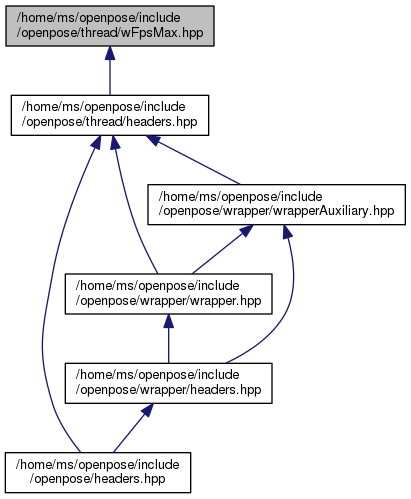 /home/ms/openpose/include
/openpose/thread/wFpsMax.hpp
/home/ms/openpose/include
/openpose/thread/headers.hpp
/home/ms/openpose/include
/openpose/wrapper/wrapperAuxiliary.hpp
/home/ms/openpose/include
/openpose/wrapper/wrapper.hpp
/home/ms/openpose/include
/openpose/wrapper/headers.hpp
/home/ms/openpose/include
/openpose/headers.hpp